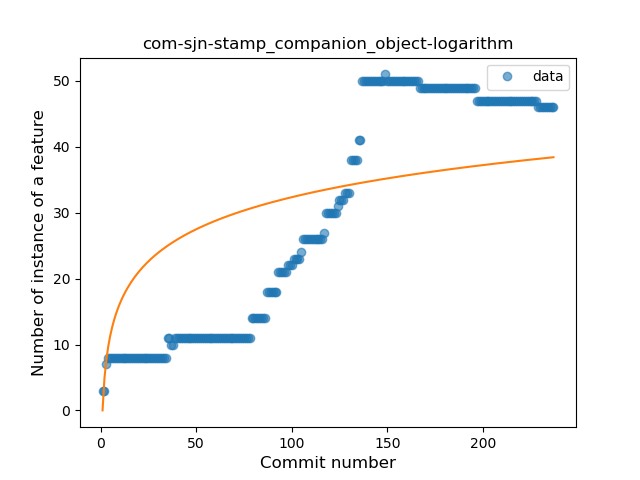 com-sjn-stamp_companion_object-logarithm
data
Number of instance of a feature
50
40
30
20
10
0
0 50 100 150 200
Commit number